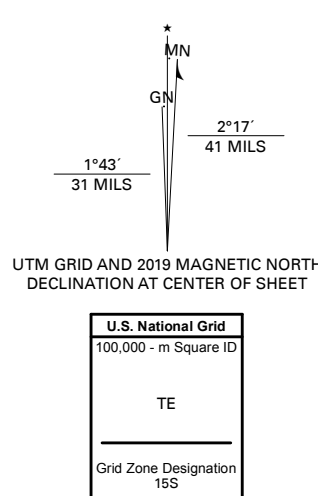 MN
GN
2°17´
41 MILS
1°43´
31 MILS
UTM GRID AND 2019 MAGNETIC NORTH
DECLINATION AT CENTER OF SHEET
U.S. National Grid
100,000 - m Square ID
TE
Grid Zone Designation
15S